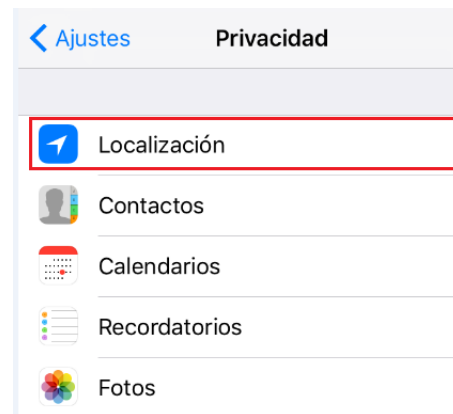 Ajustes Privacidad
Localización
Contactos
Calendarios
Recordatorios
Fotos